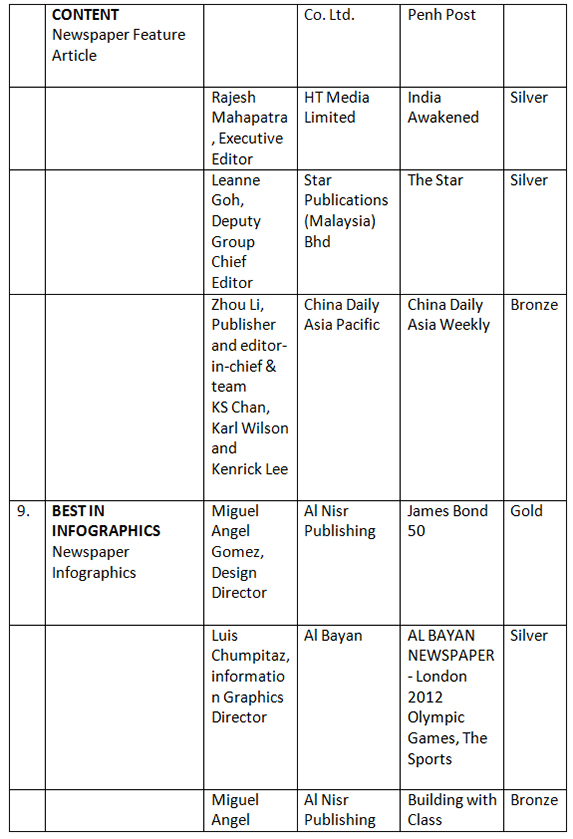 CONTENT
Newspaper Feature
Article
Co. Ltd.
Penh Post
Rajesh
Mahapatra
, Executive
Editor
HT Media
Limited
India
Awakened
Silver
Leanne
Goh,
Deputy
Group
Chief
Editor
Star
Publications
(Malaysia)
Bhd
The Star
Silver
Zhou Li,
Publisher
and editor-
in-chief &
team
KS Chan,
Karl Wilson
and
Kenrick Lee
China Daily
Asia Pacific
China Daily
Asia Weekly
Bronze
9.
BEST IN
INFOGRAPHICS
Newspaper
Infographics
Miguel
Angel
Gomez,
Design
Director
Al Nisr
Publishing
James Bond
50
Gold
Luis
Chumpitaz,
informatio
n Graphics
Director
Al Bayan
AL BAYAN
NEWSPAPER
- London
2012
Olympic
Games, The
Sports
Silver
Miguel
Angel
Al Nisr
Publishing
Building with
Class
Bronze